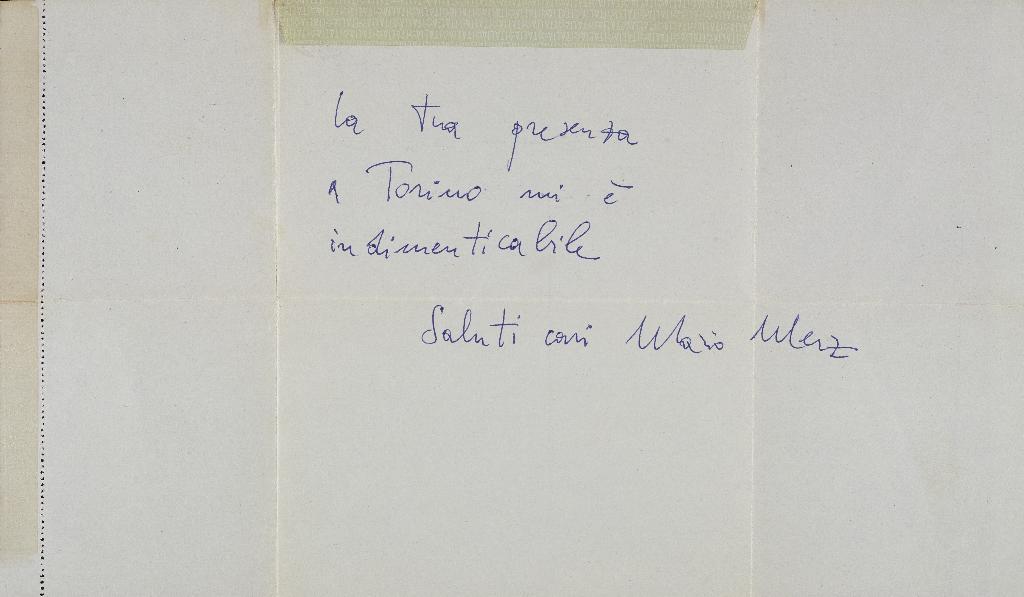 la tua presenza
a Torino mi è
indimenticabile
Saluti cari Mario Merz